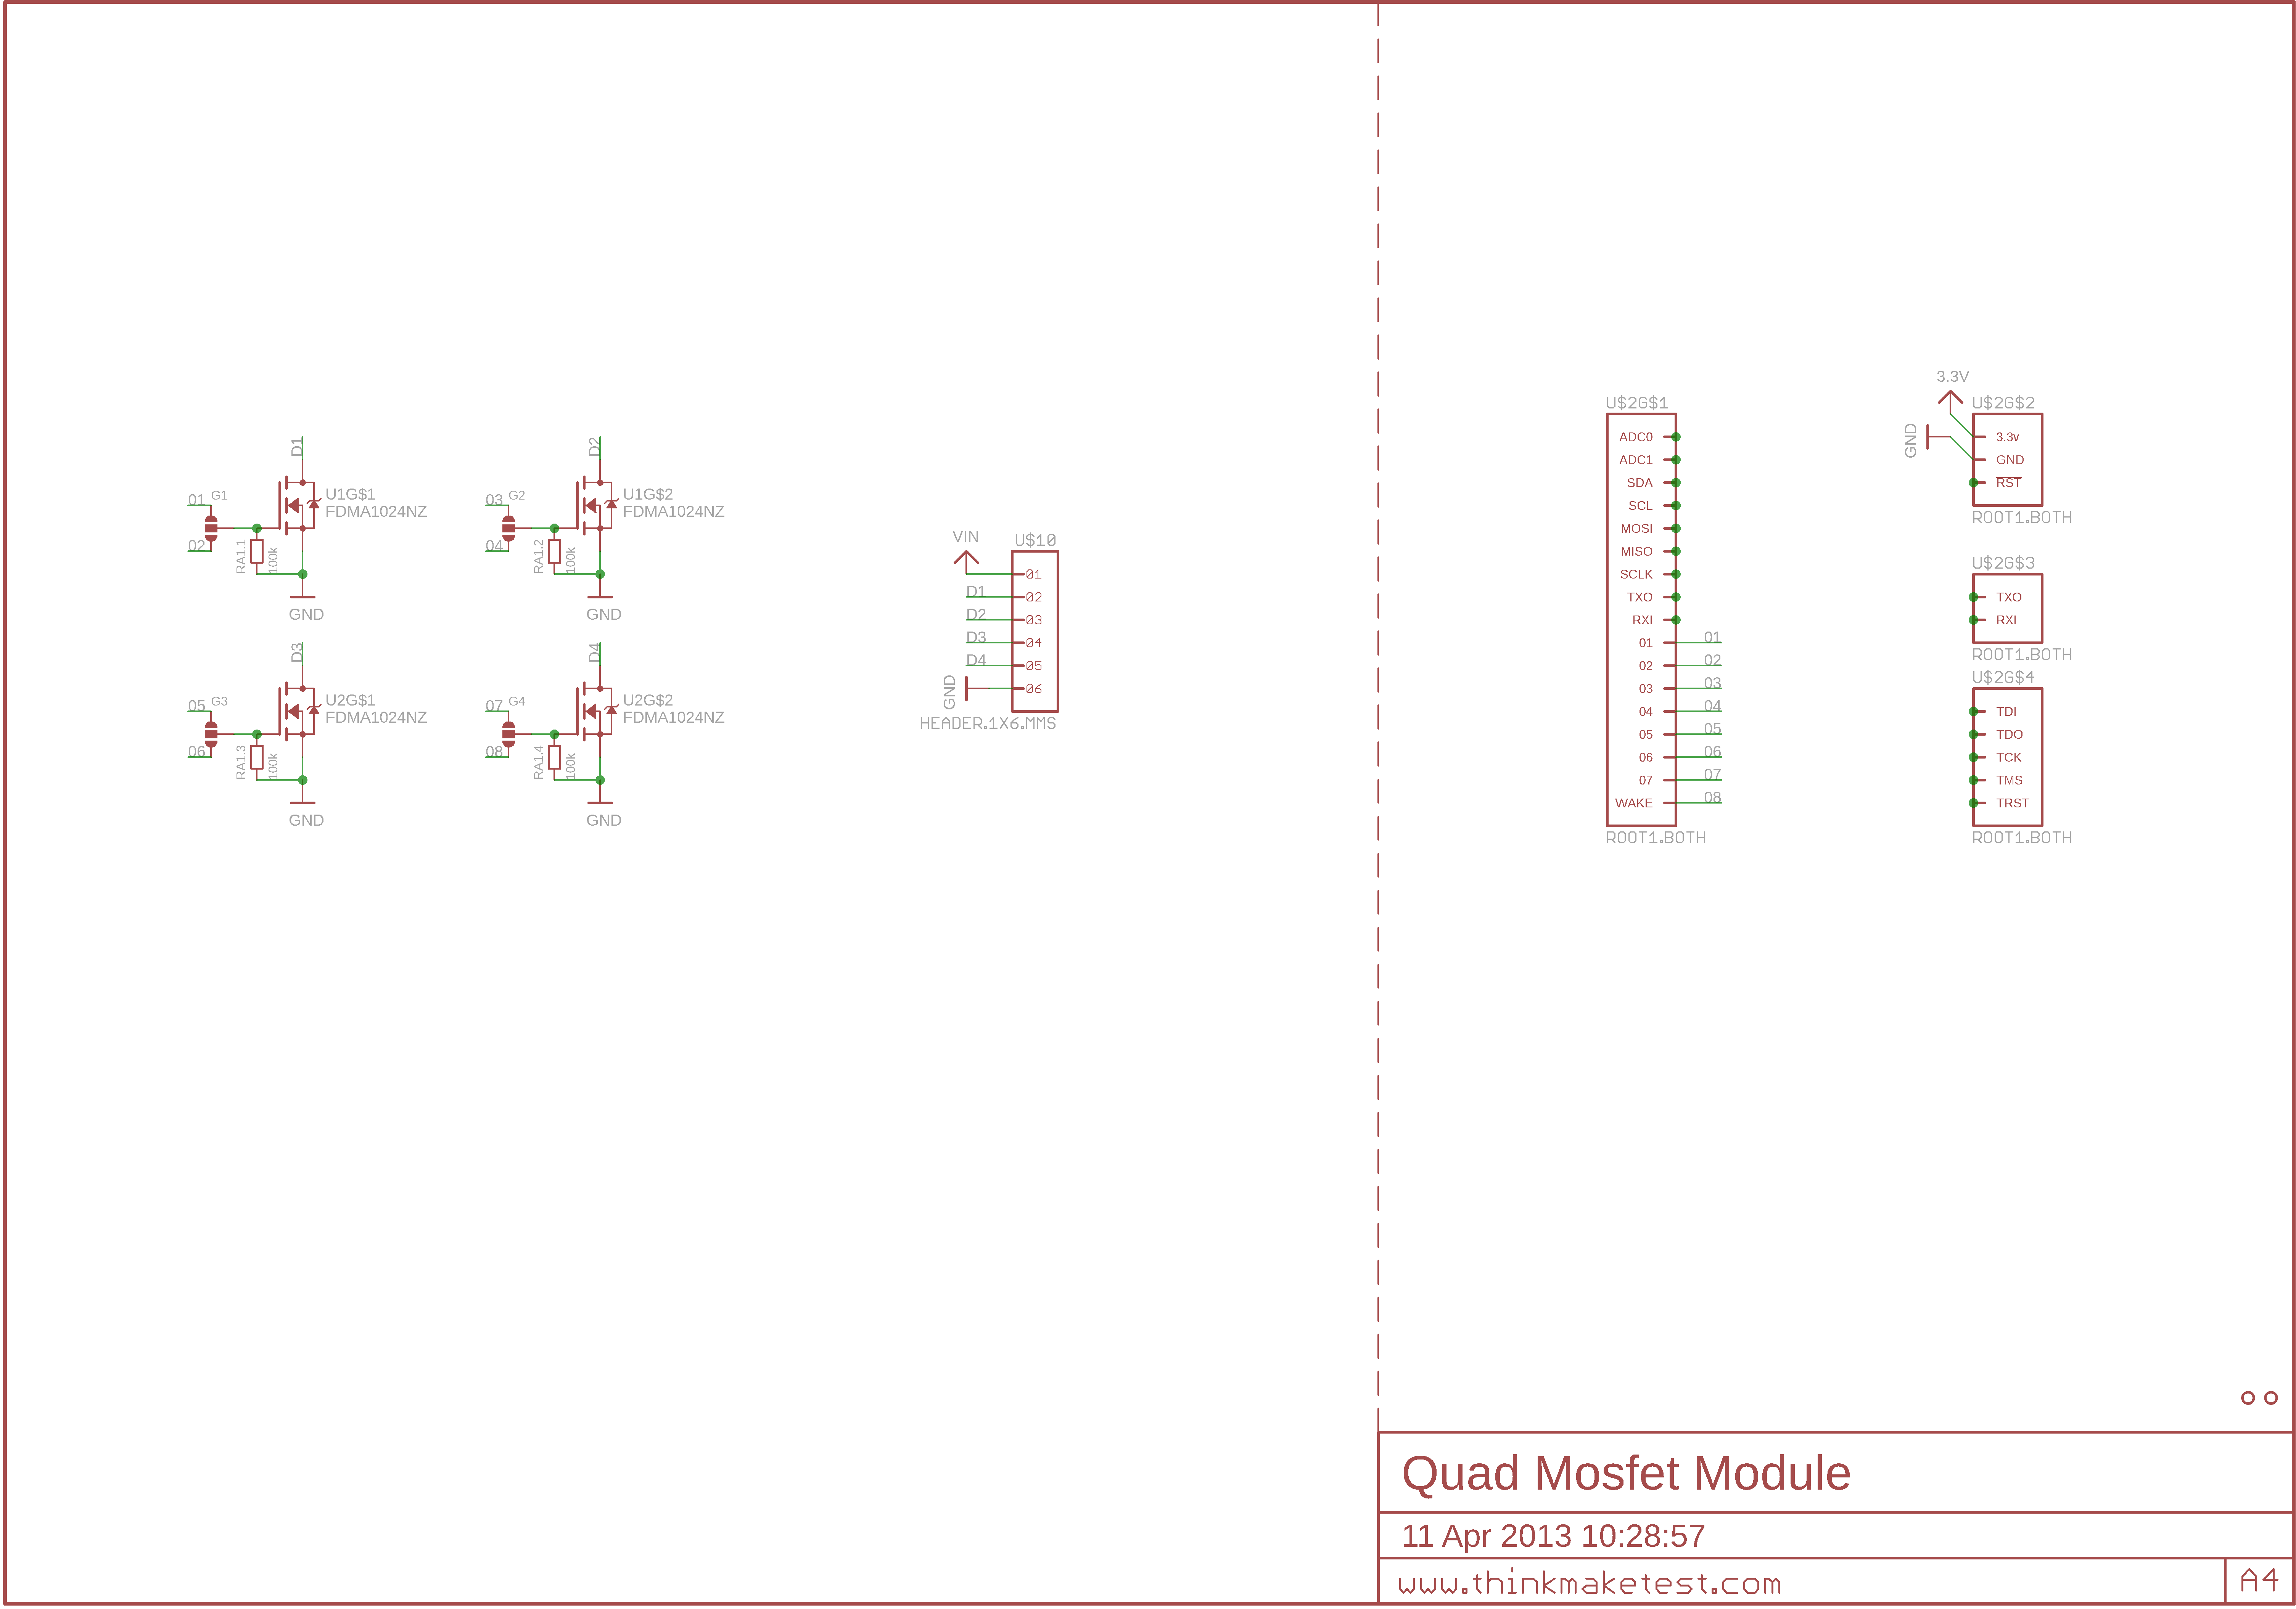 D1
01 G1
U1G$1
FDMA1024NZ
02
RA1.1
100k
GND
D2
03 G2
U1G$2
FDMA1024NZ
04
RA1.2
100k
GND
D3
05 G3
U2G$1
FDMA1024NZ
06
RA1.3
100k
GND
D4
07 G4
U2G$2
FDMA1024NZ
08
RA1.4
100k
GND
VIN
U$10
01
D1 02
D2 03
D3 04
D4 05
GND 06
HEADER.1X6.MMS
U$2G$1
ADC0
ADC1
SDA
SCL
MOSI
MISO
SCLK
TXO
RXI
01 01
02 02
03 03
04 04
05 05
06 06
07 07
WAKE 08
ROOT1.BOTH
3.3V
U$2G$2
3.3v
GND GND
RST
ROOT1.BOTH
U$2G$3
TXO
RXI
ROOT1.BOTH
U$2G$4
TDI
TDO
TCK
TMS
TRST
ROOT1.BOTH
Quad Mosfet Module
11 Apr 2013 10:28:57
www.thinkmaketest.com
A4